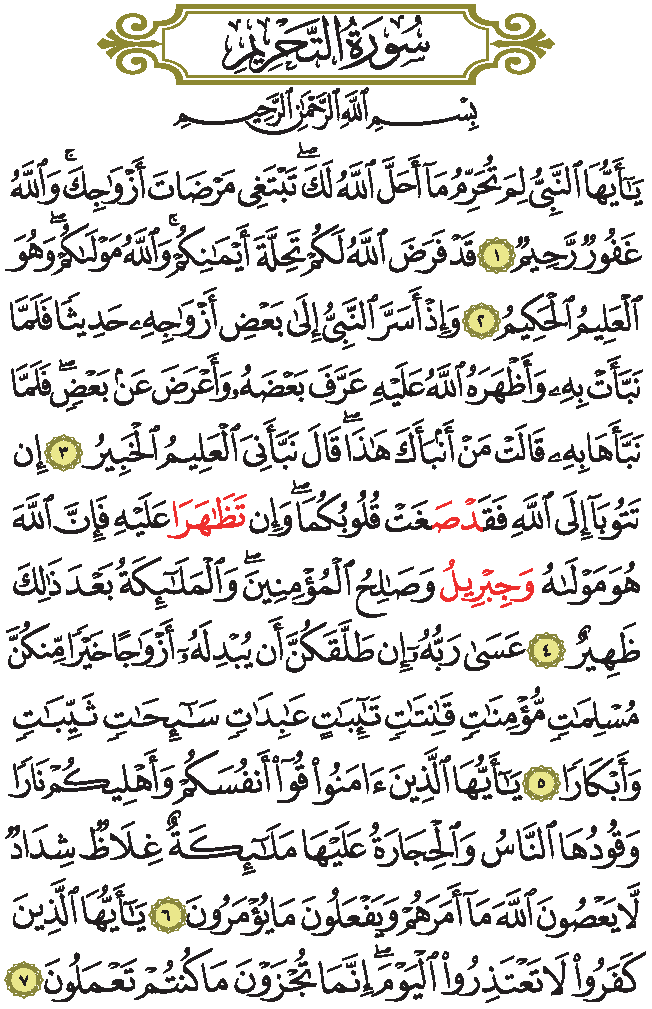 سُورَةُ التَّحْرِيمِ
بِسْمِ ٱللَّهِ ٱلرَّحْمَٰنِ ٱلرَّحِيمِ
يَٰٓأَيُّهَا ٱلنَّبِىُّ لِمَ تُحَرِّمُ مَآ أَحَلَّ ٱللَّهُ لَكَ ۖ تَبْتَغِى مَرْضَاتَ أَزْوَٰجِكَ ۚ وَٱللَّهُ
غَفُورٌ رَّحِيمٌ ١ قَدْ فَرَضَ ٱللَّهُ لَكُمْ تَحِلَّةَ أَيْمَٰنِكُمْ ۚ وَٱللَّهُ مَوْلَىٰكُمْ ۖ وَهُوَ
ٱلْعَلِيمُ ٱلْحَكِيمُ ٢ وَإِذْ أَسَرَّ ٱلنَّبِىُّ إِلَىٰ بَعْضِ أَزْوَٰجِهِۦ حَدِيثًا فَلَمَّا
نَبَّأَتْ بِهِۦ وَأَظْهَرَهُ ٱللَّهُ عَلَيْهِ عَرَّفَ بَعْضَهُۥ وَأَعْرَضَ عَنۢ بَعْضٍ ۖ فَلَمَّا
نَبَّأَهَا بِهِۦ قَالَتْ مَنْ أَنۢبَأَكَ هَٰذَا ۖ قَالَ نَبَّأَنِىَ ٱلْعَلِيمُ ٱلْخَبِيرُ ٣ إِن
تَتُوبَآ إِلَى ٱللَّهِ فَقَدْ صَغَتْ قُلُوبُكُمَا ۖ وَإِن تَظَٰهَرَا عَلَيْهِ فَإِنَّ ٱللَّهَ
هُوَ مَوْلَىٰهُ وَجِبْرِيلُ وَصَٰلِحُ ٱلْمُؤْمِنِينَ ۖ وَٱلْمَلَٰٓئِكَةُ بَعْدَ ذَٰلِكَ
ظَهِيرٌ ٤ عَسَىٰ رَبُّهُۥٓ إِن طَلَّقَكُنَّ أَن يُبْدِلَهُۥٓ أَزْوَٰجًا خَيْرًا مِّنكُنَّ
مُسْلِمَٰتٍ مُّؤْمِنَٰتٍ قَٰنِتَٰتٍ تَٰٓئِبَٰتٍ عَٰبِدَٰتٍ سَٰٓئِحَٰتٍ ثَيِّبَٰتٍ
وَأَبْكَارًا ٥ يَٰٓأَيُّهَا ٱلَّذِينَ ءَامَنُوا۟ قُوٓا۟ أَنفُسَكُمْ وَأَهْلِيكُمْ نَارًا
وَقُودُهَا ٱلنَّاسُ وَٱلْحِجَارَةُ عَلَيْهَا مَلَٰٓئِكَةٌ غِلَاظٌ شِدَادٌ
لَّا يَعْصُونَ ٱللَّهَ مَآ أَمَرَهُمْ وَيَفْعَلُونَ مَا يُؤْمَرُونَ ٦ يَٰٓأَيُّهَا ٱلَّذِينَ
كَفَرُوا۟ لَا تَعْتَذِرُوا۟ ٱلْيَوْمَ ۖ إِنَّمَا تُجْزَوْنَ مَا كُنتُمْ تَعْمَلُونَ ٧